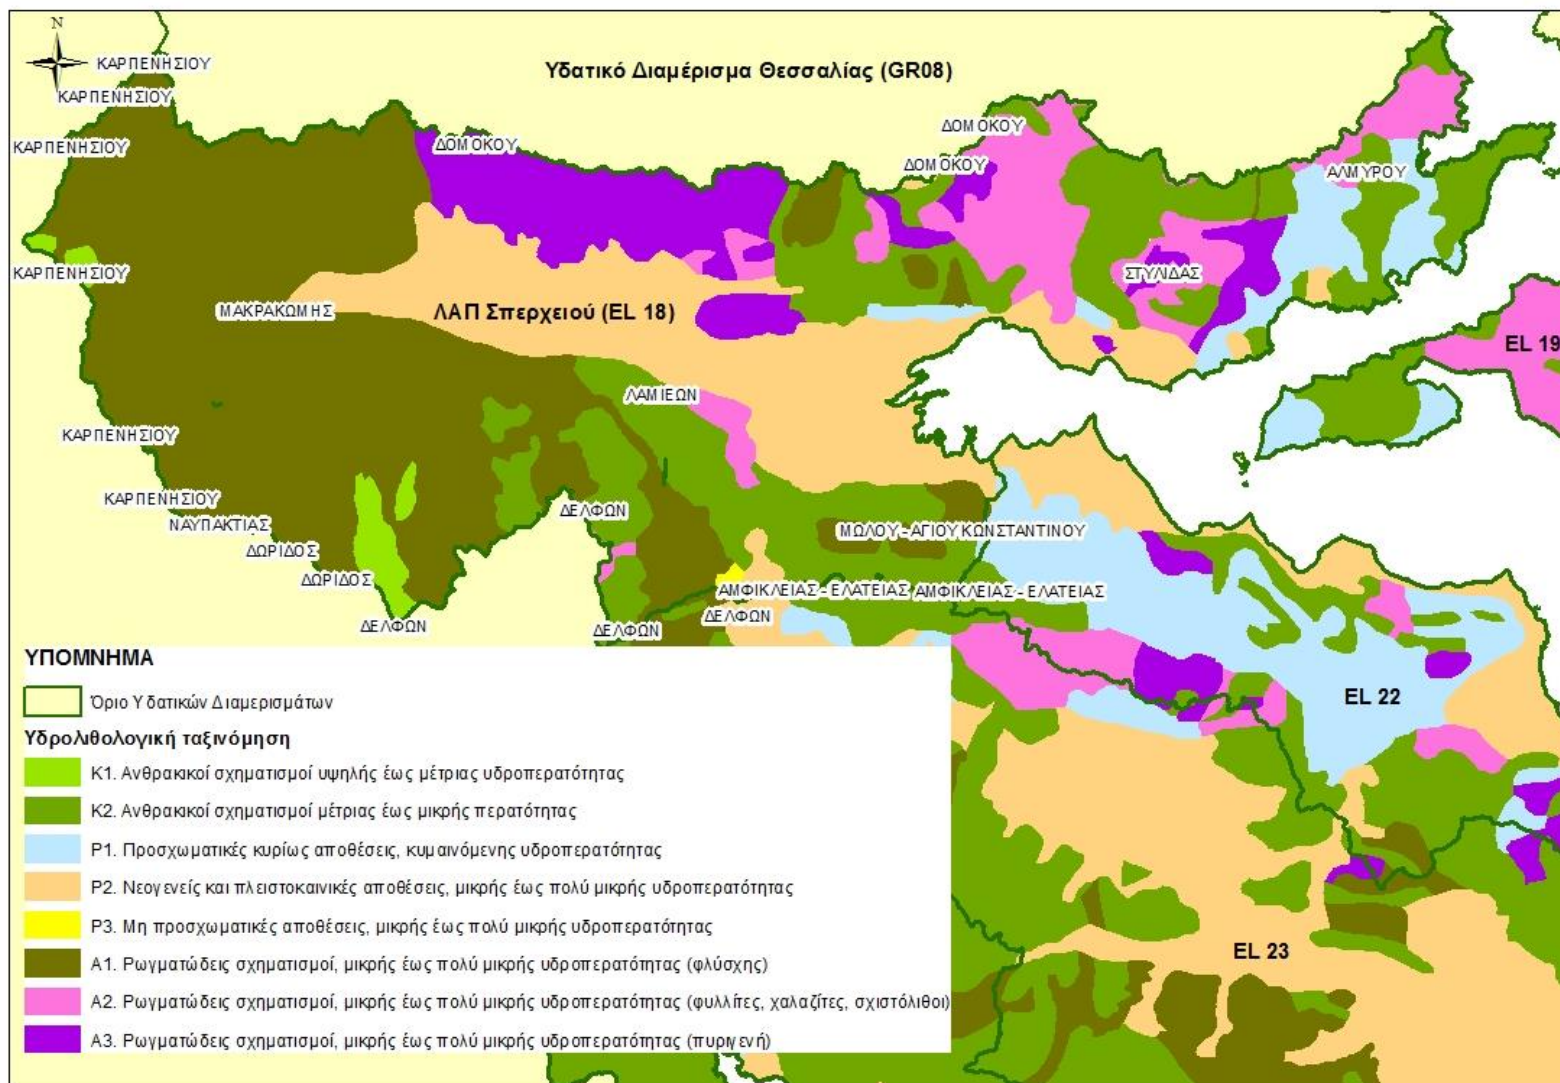 N
ΚΑΡΠΕΝΗΣΙΟΥ
Υδατικό Διαμέρισμα Θεσσαλίας (GR08)
ΚΑΡΠΕΝΗΣΙΟΥ
ΔΟΜΟΚΟΥ
ΚΑΡΠΕΝΗΣΙΟΥ
ΔΟΜΟΚΟΥ
ΔΟΜΟΚΟΥ
ΑΛΜΥΡΟΥ
ΚΑΡΠΕΝΗΣΙΟΥ
ΣΤΥΛΙΔΑΣ
ΜΑΚΡΑΚΩΜΗΣ
ΛΑΠ Σπερχειού (EL 18)
EL 19
ΛΑΜΙΕΩΝ
ΚΑΡΠΕΝΗΣΙΟΥ
ΚΑΡΠΕΝΗΣΙΟΥ
ΔΕΛΦΩΝ
ΝΑΥΠΑΚΤΙΑΣ
ΜΩΛΟΥ - ΑΓΙΟΥ ΚΩΝΣΤΑΝΤΙΝΟΥ
ΔΩΡΙΔΟΣ
ΔΩΡΙΔΟΣ
ΑΜΦΙΚΛΕΙΑΣ - ΕΛΑΤΕΙΑΣ
ΑΜΦΙΚΛΕΙΑΣ - ΕΛΑΤΕΙΑΣ
ΔΕΛΦΩΝ
ΔΕΛΦΩΝ
ΔΕΛΦΩΝ
EL 22
EL 23
ΥΠΟΜΝΗΜΑ
Όριο Υδατικών Διαμερισμάτων
Υδρολιθολογική ταξινόμηση
Κ1. Ανθρακικοί σχηματισμοί υψηλής έως μέτριας υδροπερατότητας
Κ2. Ανθρακικοί σχηματισμοί μέτριας έως μικρής περατότητας
Ρ1. Προσχωματικές κυρίως αποθέσεις, κυμαινόμενης υδροπερατότητας
Ρ2. Νεογενείς και πλειστοκαινικές αποθέσεις, μικρής έως πολύ μικρής υδροπερατότητας
Ρ3. Μη προσχωματικές αποθέσεις, μικρής έως πολύ μικρής υδροπερατότητας
Α1. Ρωγματώδεις σχηματισμοί, μικρής έως πολύ μικρής υδροπερατότητας (φλύσχης)
Α2. Ρωγματώδεις σχηματισμοί, μικρής έως πολύ μικρής υδροπερατότητας (φυλλίτες, χαλαζίτες, σχιστόλιθοι)
Α3. Ρωγματώδεις σχηματισμοί, μικρής έως πολύ μικρής υδροπερατότητας (πυριγενή)